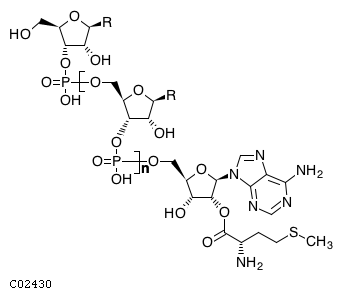 O R
HO
O OH
O=P O O R
OH
O OH
O=P n O O N N NH2
OH N N
HO O
O S CH3
NH2
C02430